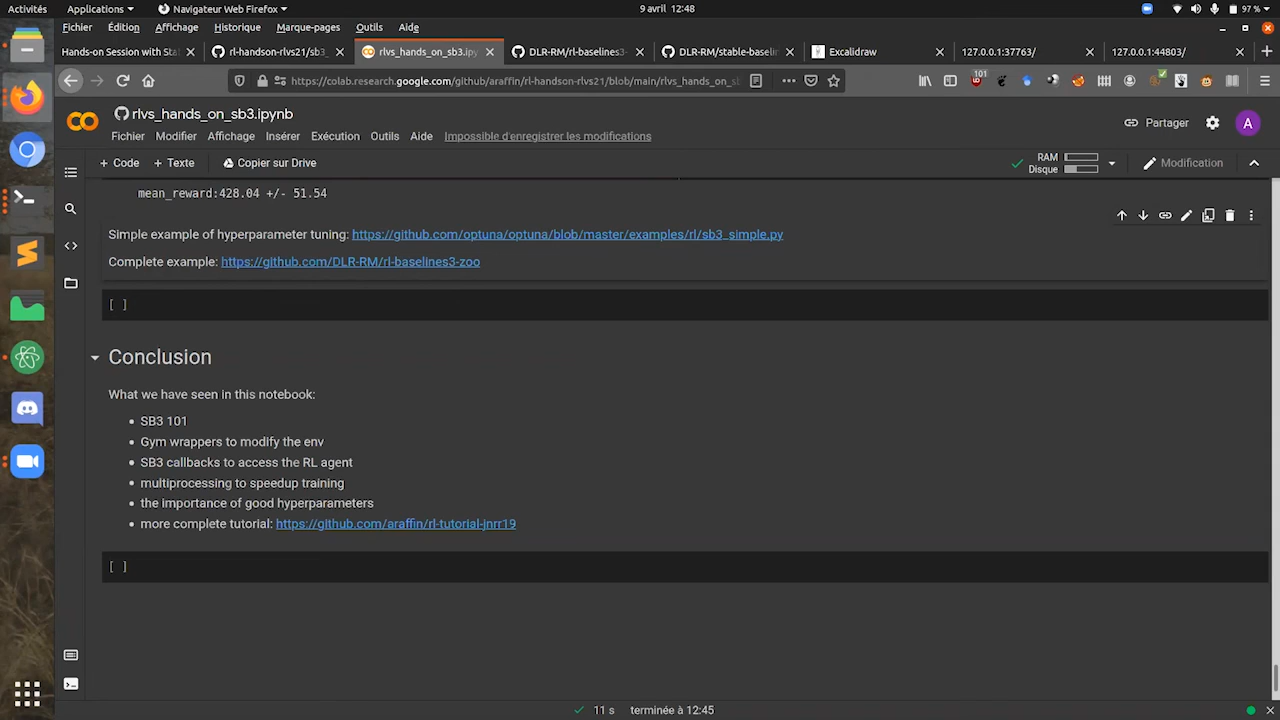 Activités Applications Navigateur Web Firefox 9 avril 12:48 97 %
Fichier Édition Affichage Historique Marque-pages Outils Aide
Hands-on Session with Sta rl-handson-rlvs21/sb3_ rlvs_hands_on_sb3.ipy DLR-RM/rl-baselines3- DLR-RM/stable-baselin Excalidraw 127.0.0.1:37763/ 127.0.0.1:44803/
https://colab.research.google.com/github/araffin/rl-handson-rlvs21/blob/main/rlvs_hands_on_sb 101
rlvs_hands_on_sb3.ipynb
Fichier Modifier Affichage Insérer Exécution Outils Aide Impossible d'enregistrer les modifications Partager A
+ Code + Texte Copier sur Drive RAM Disque Modification
mean_reward:428.04 +/- 51.54
Simple example of hyperparameter tuning: https://github.com/optuna/optuna/blob/master/examples/rl/sb3_simple.py
Complete example: https://github.com/DLR-RM/rl-baselines3-zoo
[ ]
Conclusion
What we have seen in this notebook:
• SB3 101
• Gym wrappers to modify the env
• SB3 callbacks to access the RL agent
• multiprocessing to speedup training
• the importance of good hyperparameters
• more complete tutorial: https://github.com/araffin/rl-tutorial-jnrr19
[ ]
11 s terminée à 12:45